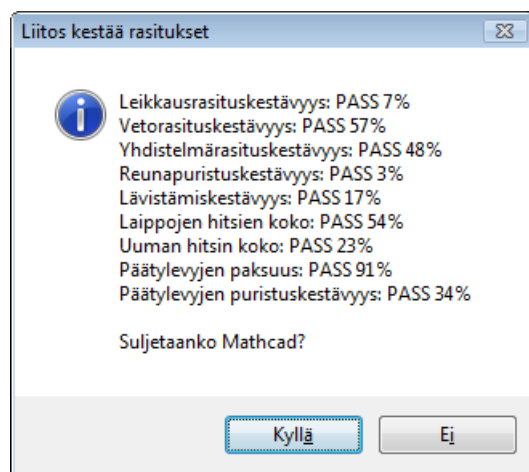 Liitos kestää rasitukset
Leikkausrasituskestävyys: PASS 7%
Vetorasituskestävyys: PASS 57%
Yhdistelmärasituskestävyys: PASS 48%
Reunapuristuskestävyys: PASS 3%
Lävistämiskestävyys: PASS 17%
Laippojen hitsien koko: PASS 54%
Uuman hitsin koko: PASS 23%
Päätylevyjen paksuus: PASS 91%
Päätylevyjen puristuskestävyys: PASS 34%
Suljetaanko Mathcad?
Kyllä
Ei